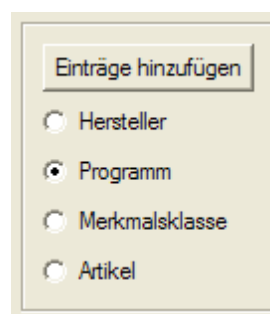 Einträge hinzufügen
Hersteller
Programm
Merkmalsklasse
Artikel